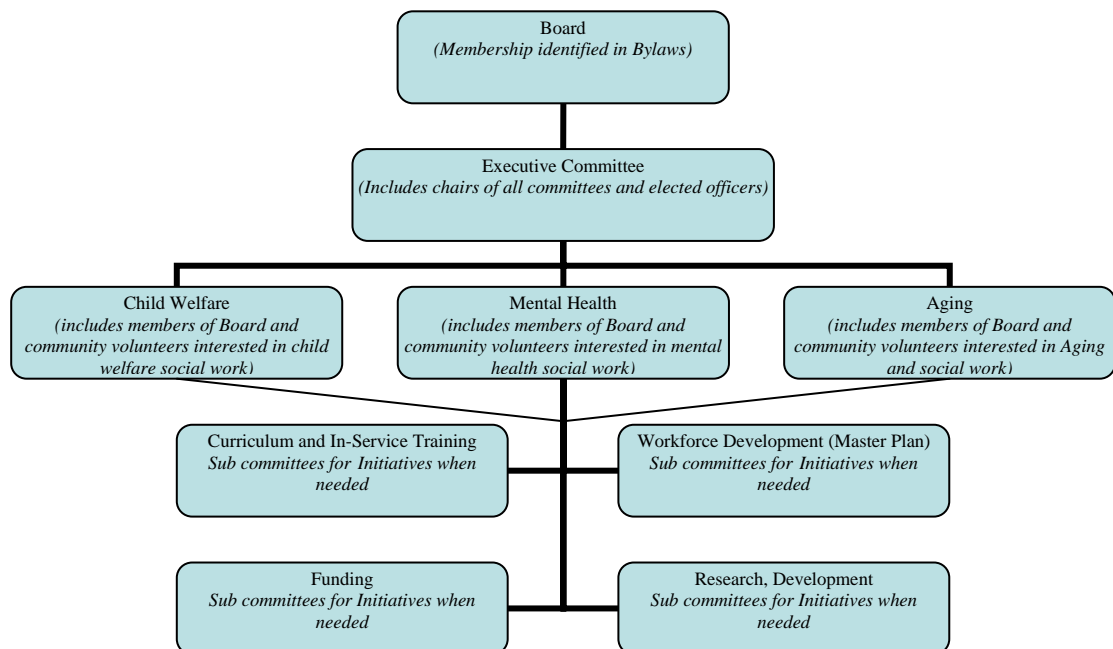 Board
(Membership identified in Bylaws)
Executive Committee
(Includes chairs of all committees and elected officers)
Child Welfare
(includes members of Board and
community volunteers interested in child
welfare social work)
Mental Health
(includes members of Board and
community volunteers interested in mental
health social work)
Aging
(includes members of Board and
community volunteers interested in Aging
and social work)
Curriculum and In-Service Training
Sub committees for Initiatives when
needed
Workforce Development (Master Plan)
Sub committees for Initiatives when
needed
Funding
Sub committees for Initiatives when
needed
Research, Development
Sub committees for Initiatives when
needed